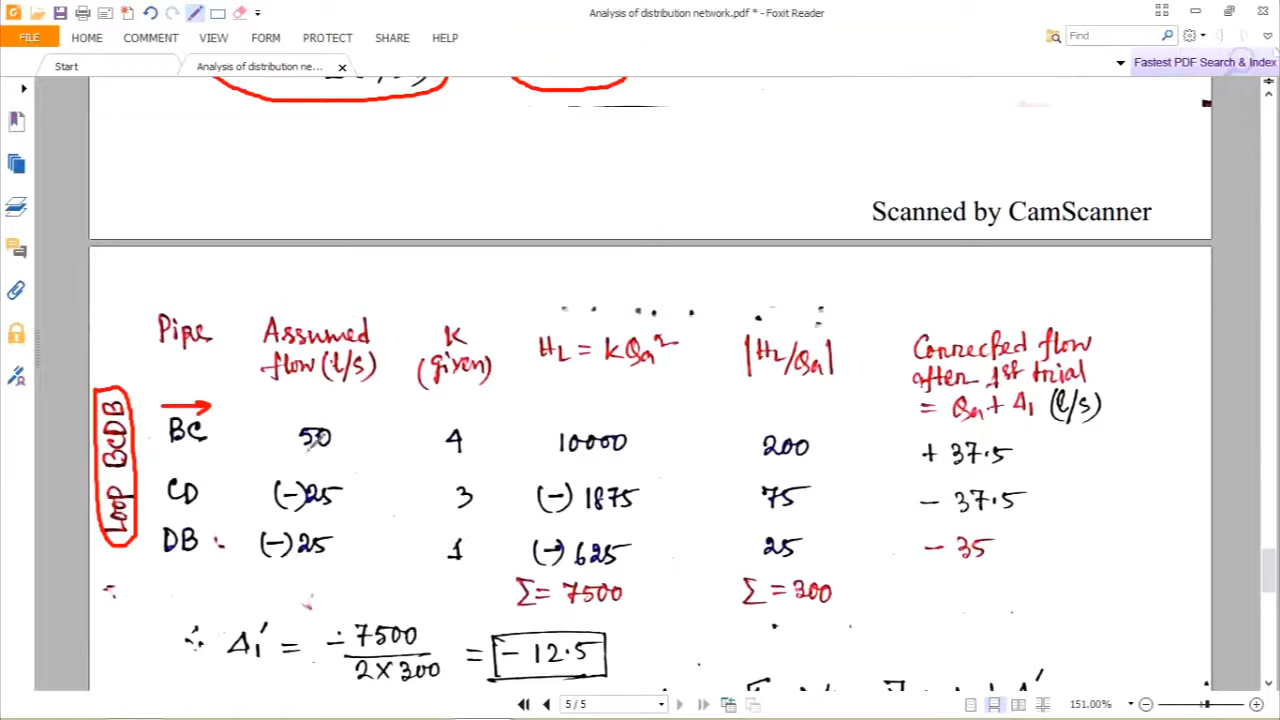 Analysis of distribution network.pdf * - Foxit Reader
FILE HOME COMMENT VIEW FORM PROTECT SHARE HELP
Find
Start Analysis of distribution ne...
Fastest PDF Search & Index
Scanned by CamScanner
Pipe Assumed flow (l/s) K (given) HL = KQa² |HL/Qa| Corrected flow after 1st trial = Qa + Δ1 (l/s)
Loop BCDB
BC 50 4 10000 200 + 37.5
CD (-)25 3 (-) 1875 75 - 37.5
DB (-)25 1 (-) 625 25 - 35
Σ = 7500 Σ = 300
∴ Δ1' = - 7500 / 2 x 300 = - 12.5
5 / 5
151.00%